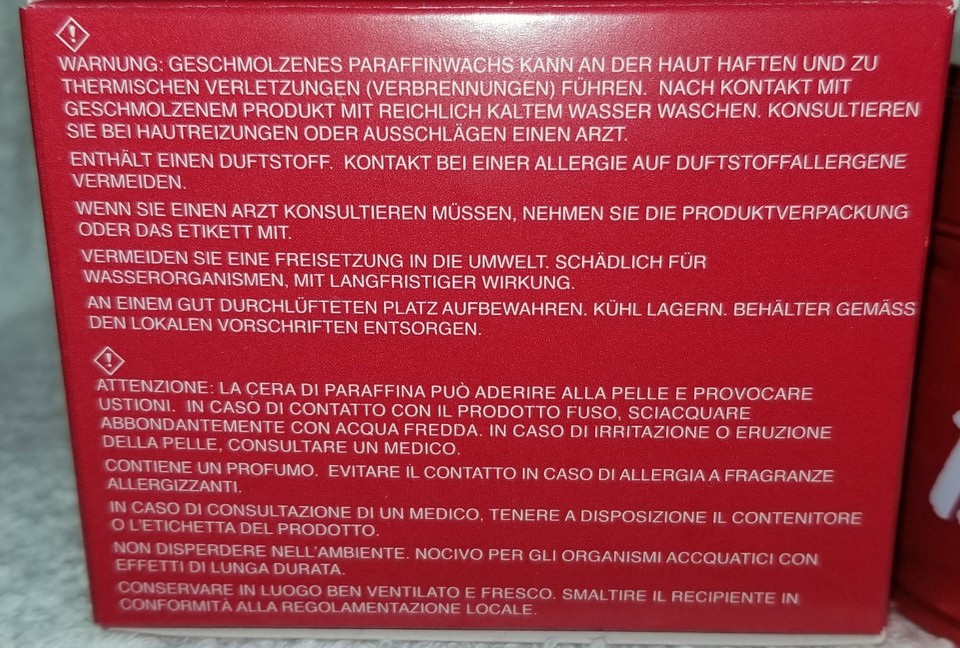 WARNUNG: GESCHMOLZENES PARAFFINWACHS KANN AN DER HAUT HAFTEN UND ZU
THERMISCHEN VERLETZUNGEN (VERBRENNUNGEN) FÜHREN. NACH KONTAKT MIT
GESCHMOLZENEM PRODUKT MIT REICHLICH KALTEM WASSER WASCHEN. KONSULTIEREN
SIE BEI HAUTREIZUNGEN ODER AUSSCHLÄGEN EINEN ARZT.
ENTHÄLT EINEN DUFTSTOFF. KONTAKT BEI EINER ALLERGIE AUF DUFTSTOFFALLERGENE
VERMEIDEN.
WENN SIE EINEN ARZT KONSULTIEREN MÜSSEN, NEHMEN SIE DIE PRODUKTVERPACKUNG
ODER DAS ETIKETT MIT.
VERMEIDEN SIE EINE FREISETZUNG IN DIE UMWELT. SCHÄDLICH FÜR
WASSERORGANISMEN, MIT LANGFRISTIGER WIRKUNG.
AN EINEM GUT DURCHLÜFTETEN PLATZ AUFBEWAHREN. KÜHL LAGERN. BEHÄLTER GEMÄSS
DEN LOKALEN VORSCHRIFTEN ENTSORGEN.
ATTENZIONE: LA CERA DI PARAFFINA PUÒ ADERIRE ALLA PELLE E PROVOCARE
USTIONI. IN CASO DI CONTATTO CON IL PRODOTTO FUSO, SCIACQUARE
ABBONDANTEMENTE CON ACQUA FREDDA. IN CASO DI IRRITAZIONE O ERUZIONE
DELLA PELLE, CONSULTARE UN MEDICO.
CONTIENE UN PROFUMO. EVITARE IL CONTATTO IN CASO DI ALLERGIA A FRAGRANZE
ALLERGIZZANTI.
IN CASO DI CONSULTAZIONE DI UN MEDICO, TENERE A DISPOSIZIONE IL CONTENITORE
O L'ETICHETTA DEL PRODOTTO.
NON DISPERDERE NELL'AMBIENTE. NOCIVO PER GLI ORGANISMI ACCQUATICI CON
EFFETTI DI LUNGA DURATA.
CONSERVARE IN LUOGO BEN VENTILATO E FRESCO. SMALTIRE IL RECIPIENTE IN
CONFORMITÀ ALLA REGOLAMENTAZIONE LOCALE.